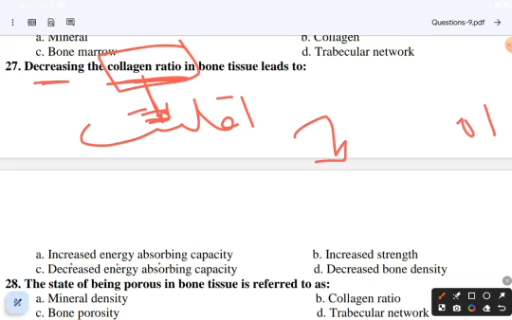 Questions-9.pdf
a. Mineral
b. Collagen
c. Bone marrow
d. Trabecular network
27. Decreasing the collagen ratio in bone tissue leads to:
a. Increased energy absorbing capacity
b. Increased strength
c. Decreased energy absorbing capacity
d. Decreased bone density
28. The state of being porous in bone tissue is referred to as:
a. Mineral density
b. Collagen ratio
c. Bone porosity
d. Trabecular network